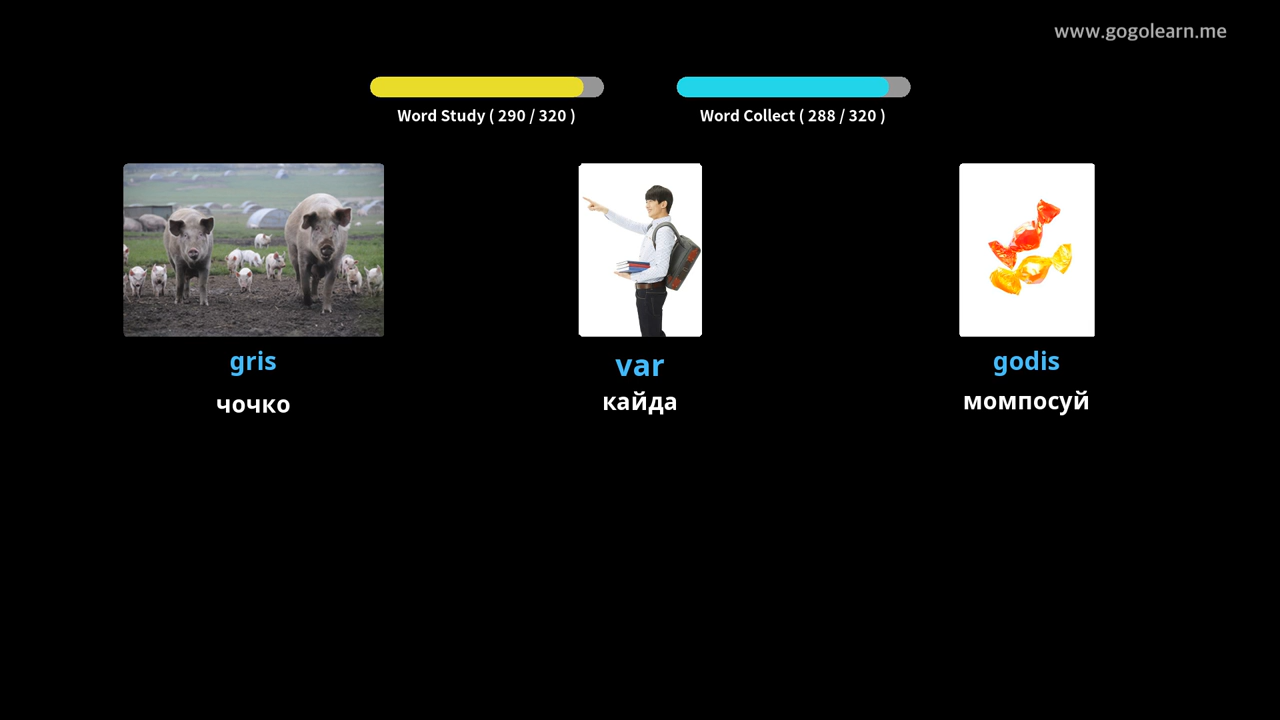 www.gogolearn.me
Word Study ( 290 / 320 )
Word Collect ( 288 / 320 )
gris
var
godis
чочко
кайда
момпосуй